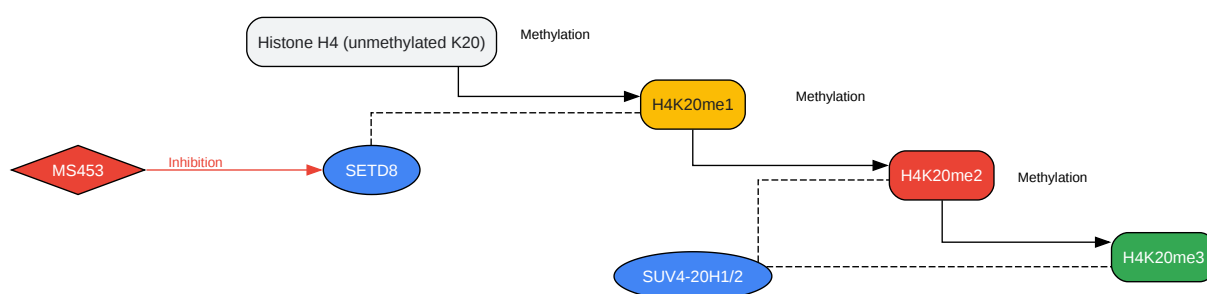 Histone H4 (unmethylated K20)
Methylation
H4K20me1
Methylation
MS453
Inhibition
SETD8
H4K20me2
Methylation
SUV4-20H1/2
H4K20me3